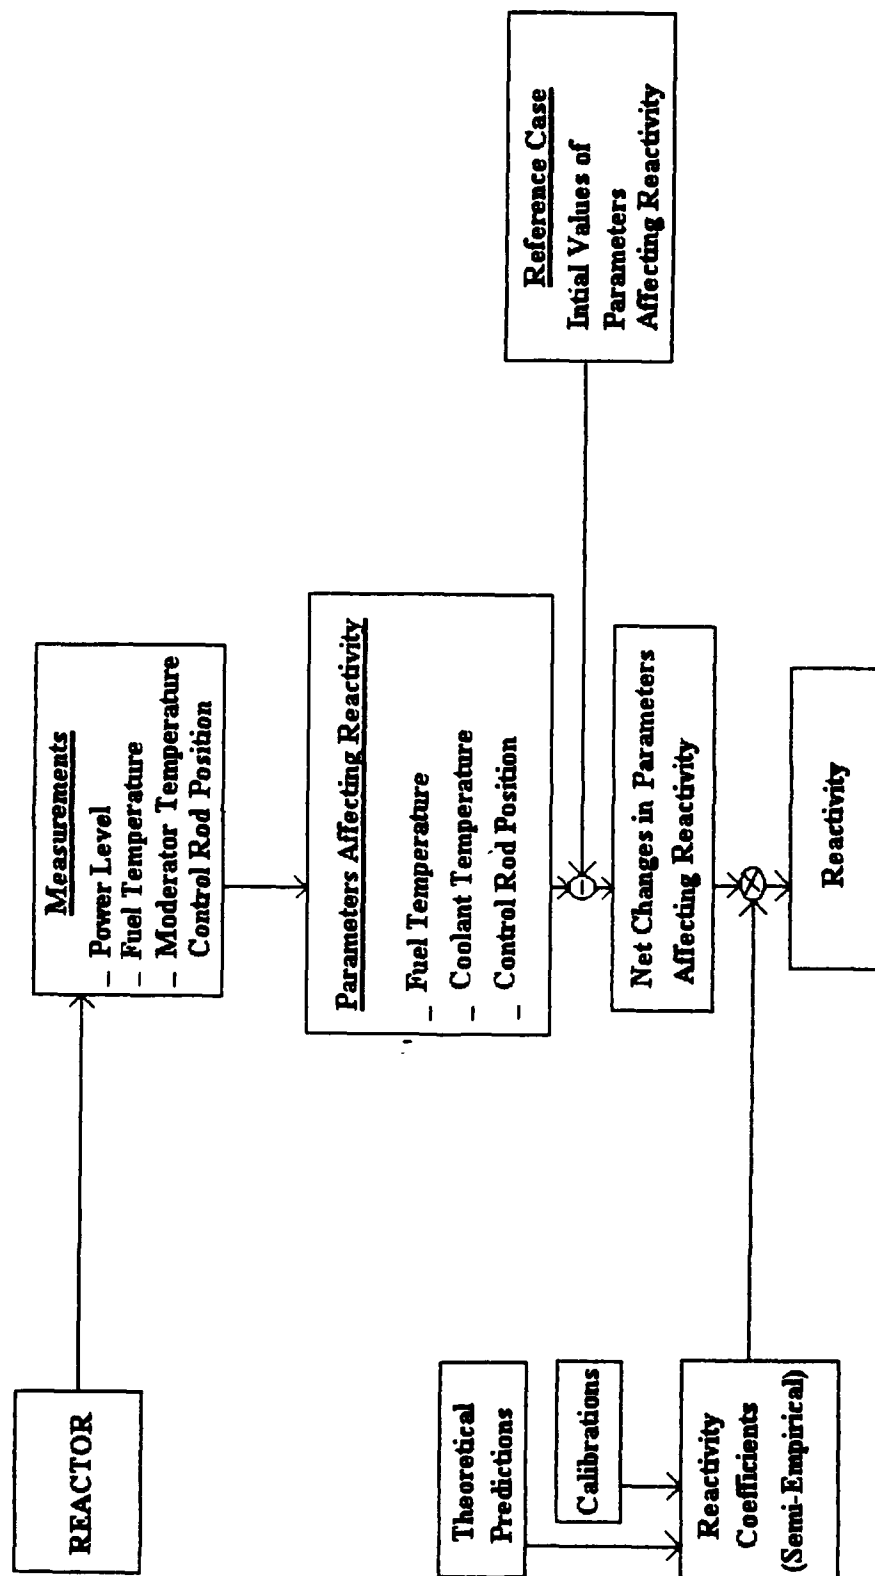 REACTOR
Measurements
- Power Level
- Fuel Temperature
- Moderator Temperature
- Control Rod Position
Parameters Affecting Reactivity
- Fuel Temperature
- Coolant Temperature
- Control Rod Position
Reference Case
Intial Values of
Parameters
Affecting Reactivity
-
Net Changes in Parameters
Affecting Reactivity
Theoretical
Predictions
Calibrations
Reactivity
Coefficients
(Semi-Empirical)
×
Reactivity